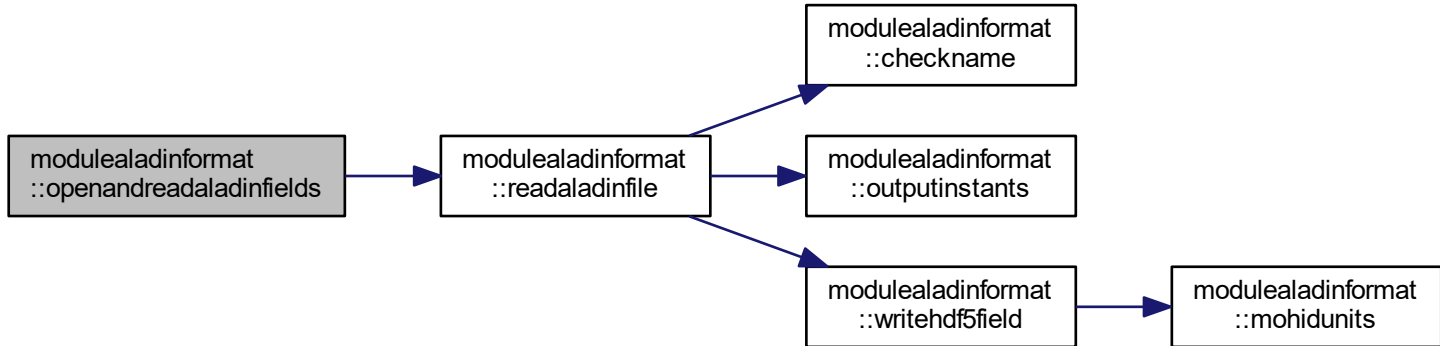 modulealadinformat
::openandreadaladinfields
modulealadinformat
::readaladinfile
modulealadinformat
::checkname
modulealadinformat
::outputinstants
modulealadinformat
::writehdf5field
modulealadinformat
::mohidunits